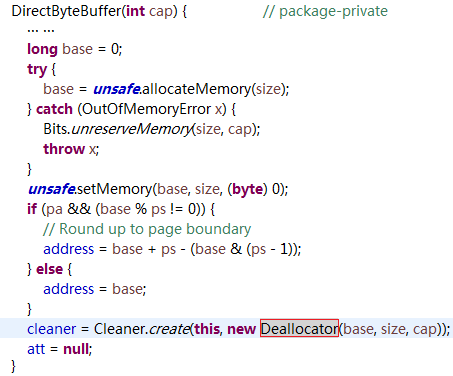 DirectByteBuffer(int cap) { // package-private
... ...
long base = 0;
try {
base = unsafe.allocateMemory(size);
} catch (OutOfMemoryError x) {
Bits.unreserveMemory(size, cap);
throw x;
}
unsafe.setMemory(base, size, (byte) 0);
if (pa && (base % ps != 0)) {
// Round up to page boundary
address = base + ps - (base & (ps - 1));
} else {
address = base;
}
cleaner = Cleaner.create(this, new Deallocator(base, size, cap));
att = null;
}